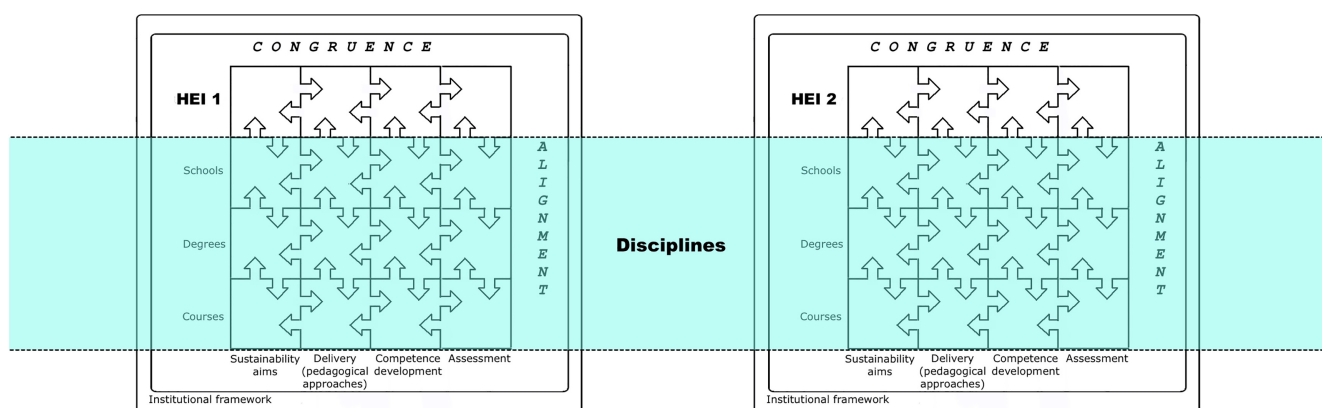 C O N G R U E N C E
HEI 1
Schools
Degrees
Courses
A
L
I
G
N
M
E
N
T
Sustainability aims
Delivery (pedagogical approaches)
Competence development
Assessment
Institutional framework
Disciplines
C O N G R U E N C E
HEI 2
Schools
Degrees
Courses
A
L
I
G
N
M
E
N
T
Sustainability aims
Delivery (pedagogical approaches)
Competence development
Assessment
Institutional framework